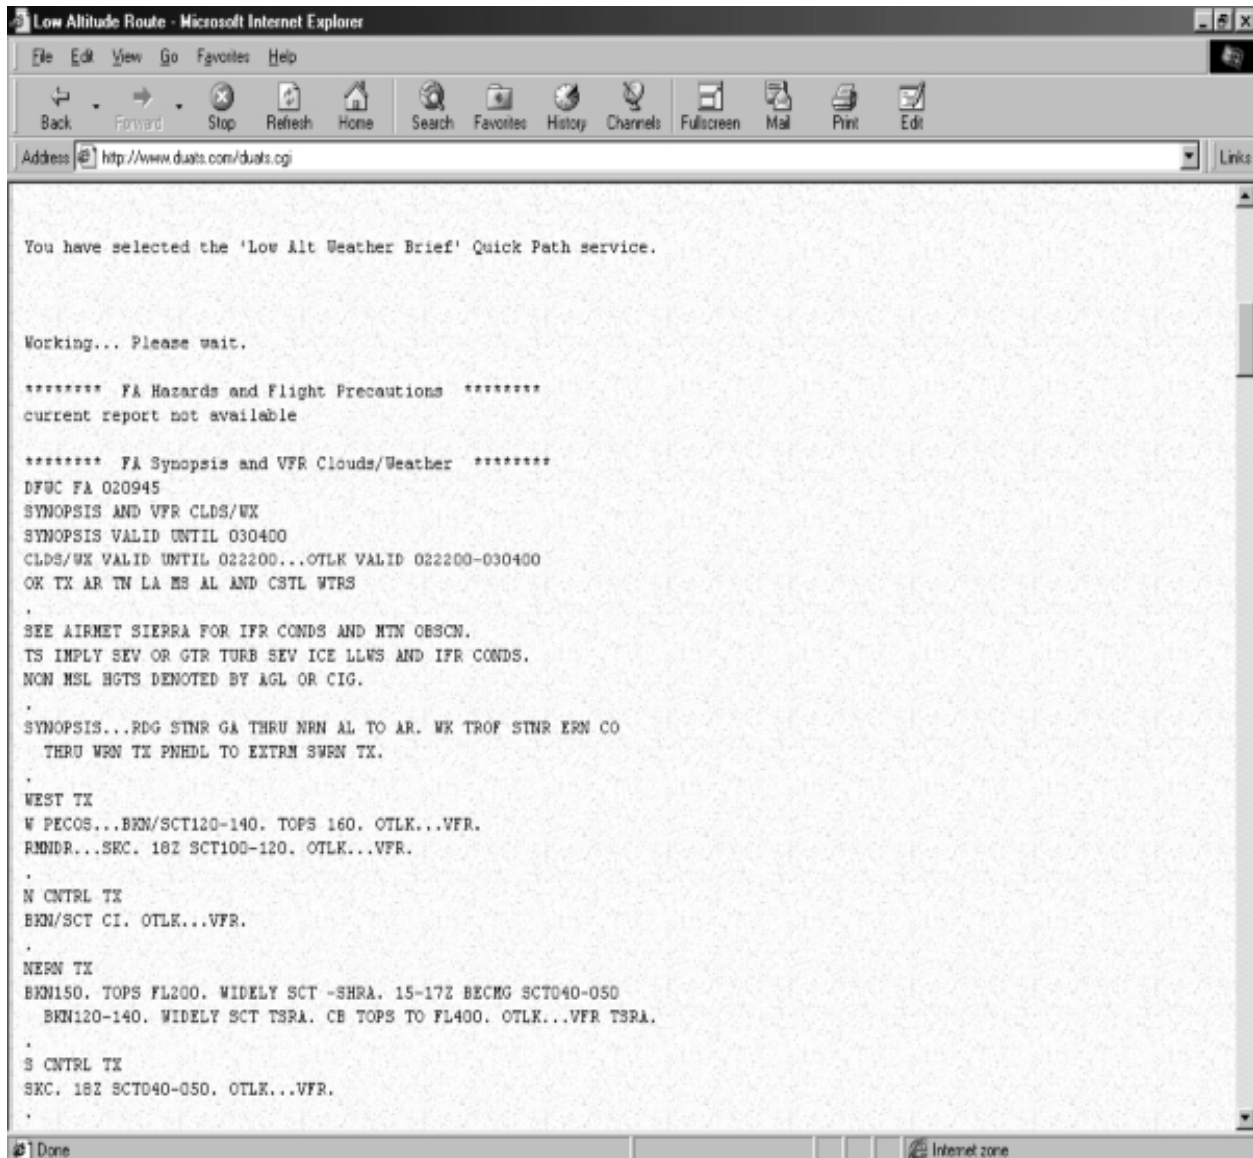 Low Altitude Route - Microsoft Internet Explorer
File Edit View Go Favorites Help
Back Forward Stop Refresh Home Search Favorites History Channels Fullscreen Mail Print Edit
Address http://www.duats.com/duats.cgi Links
You have selected the 'Low Alt Weather Brief' Quick Path service.
Working... Please wait.
******** FA Hazards and Flight Precautions ********
current report not available
******** FA Synopsis and VFR Clouds/Weather ********
DFWC FA 020945
SYNOPSIS AND VFR CLDS/WX
SYNOPSIS VALID UNTIL 030400
CLDS/WX VALID UNTIL 022200...OTLK VALID 022200-030400
OK TX AR TN LA MS AL AND CSTL WTRS
.
SEE AIRMET SIERRA FOR IFR CONDS AND MTN OBSCN.
TS IMPLY SEV OR GTR TURB SEV ICE LLWS AND IFR CONDS.
NON MSL HGTS DENOTED BY AGL OR CIG.
.
SYNOPSIS...RDG STNR GA THRU NRN AL TO AR. WK TROF STNR ERN CO
THRU WRN TX PNHDL TO EXTRM SWRN TX.
.
WEST TX
W PECOS...BKN/SCT120-140. TOPS 160. OTLK...VFR.
RMNDR...SKC. 18Z SCT100-120. OTLK...VFR.
.
N CNTRL TX
BKN/SCT CI. OTLK...VFR.
.
NERN TX
BKN150. TOPS FL200. WIDELY SCT -SHRA. 15-17Z BECMG SCT040-050
BKN120-140. WIDELY SCT TSRA. CB TOPS TO FL400. OTLK...VFR TSRA.
.
S CNTRL TX
SKC. 18Z SCT040-050. OTLK...VFR.
.
Done Internet zone